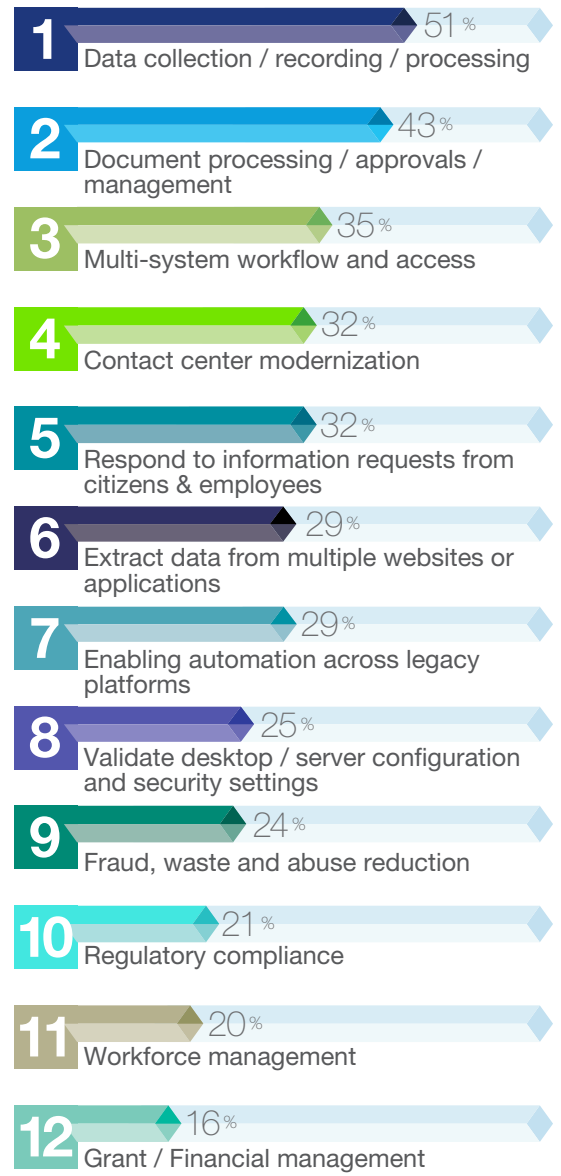 1
51 %
Data collection / recording / processing
2
43 %
Document processing / approvals /
management
3
35 %
Multi-system workflow and access
4
32 %
Contact center modernization
5
32 %
Respond to information requests from
citizens & employees
6
29 %
Extract data from multiple websites or
applications
7
29 %
Enabling automation across legacy
platforms
8
25 %
Validate desktop / server configuration
and security settings
9
24 %
Fraud, waste and abuse reduction
10
21 %
Regulatory compliance
11
20 %
Workforce management
12
16 %
Grant / Financial management